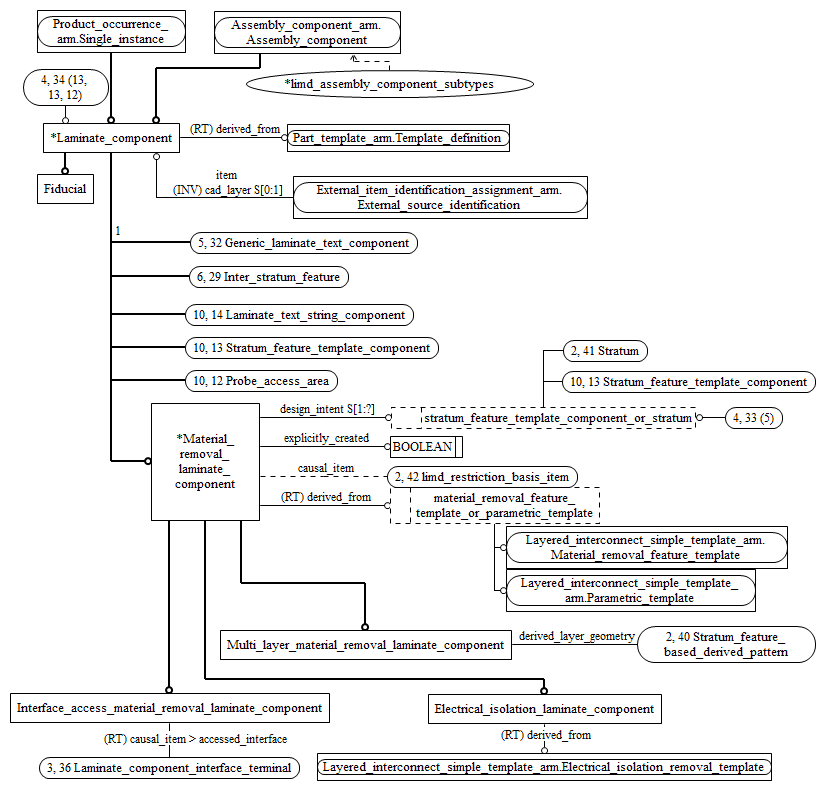 Product_occurrence_
arm.Single_instance
Assembly_component_arm.
Assembly_component
*limd_assembly_component_subtypes
4, 34 (13,
13, 12)
*Laminate_component
(RT) derived_from
Part_template_arm.Template_definition
Fiducial
item
(INV) cad_layer S[0:1]
External_item_identification_assignment_arm.
External_source_identification
1
5, 32 Generic_laminate_text_component
6, 29 Inter_stratum_feature
10, 14 Laminate_text_string_component
10, 13 Stratum_feature_template_component
10, 12 Probe_access_area
2, 41 Stratum
10, 13 Stratum_feature_template_component
*Material_
removal_
laminate_
component
design_intent S[1:?]
stratum_feature_template_component_or_stratum
4, 33 (5)
explicitly_created
BOOLEAN
causal_item
2, 42 limd_restriction_basis_item
(RT) derived_from
material_removal_feature_
template_or_parametric_template
Layered_interconnect_simple_template_arm.
Material_removal_feature_template
Layered_interconnect_simple_template_
arm.Parametric_template
Multi_layer_material_removal_laminate_component
derived_layer_geometry
2, 40 Stratum_feature_
based_derived_pattern
Interface_access_material_removal_laminate_component
Electrical_isolation_laminate_component
(RT) causal_item > accessed_interface
(RT) derived_from
3, 36 Laminate_component_interface_terminal
Layered_interconnect_simple_template_arm.Electrical_isolation_removal_template